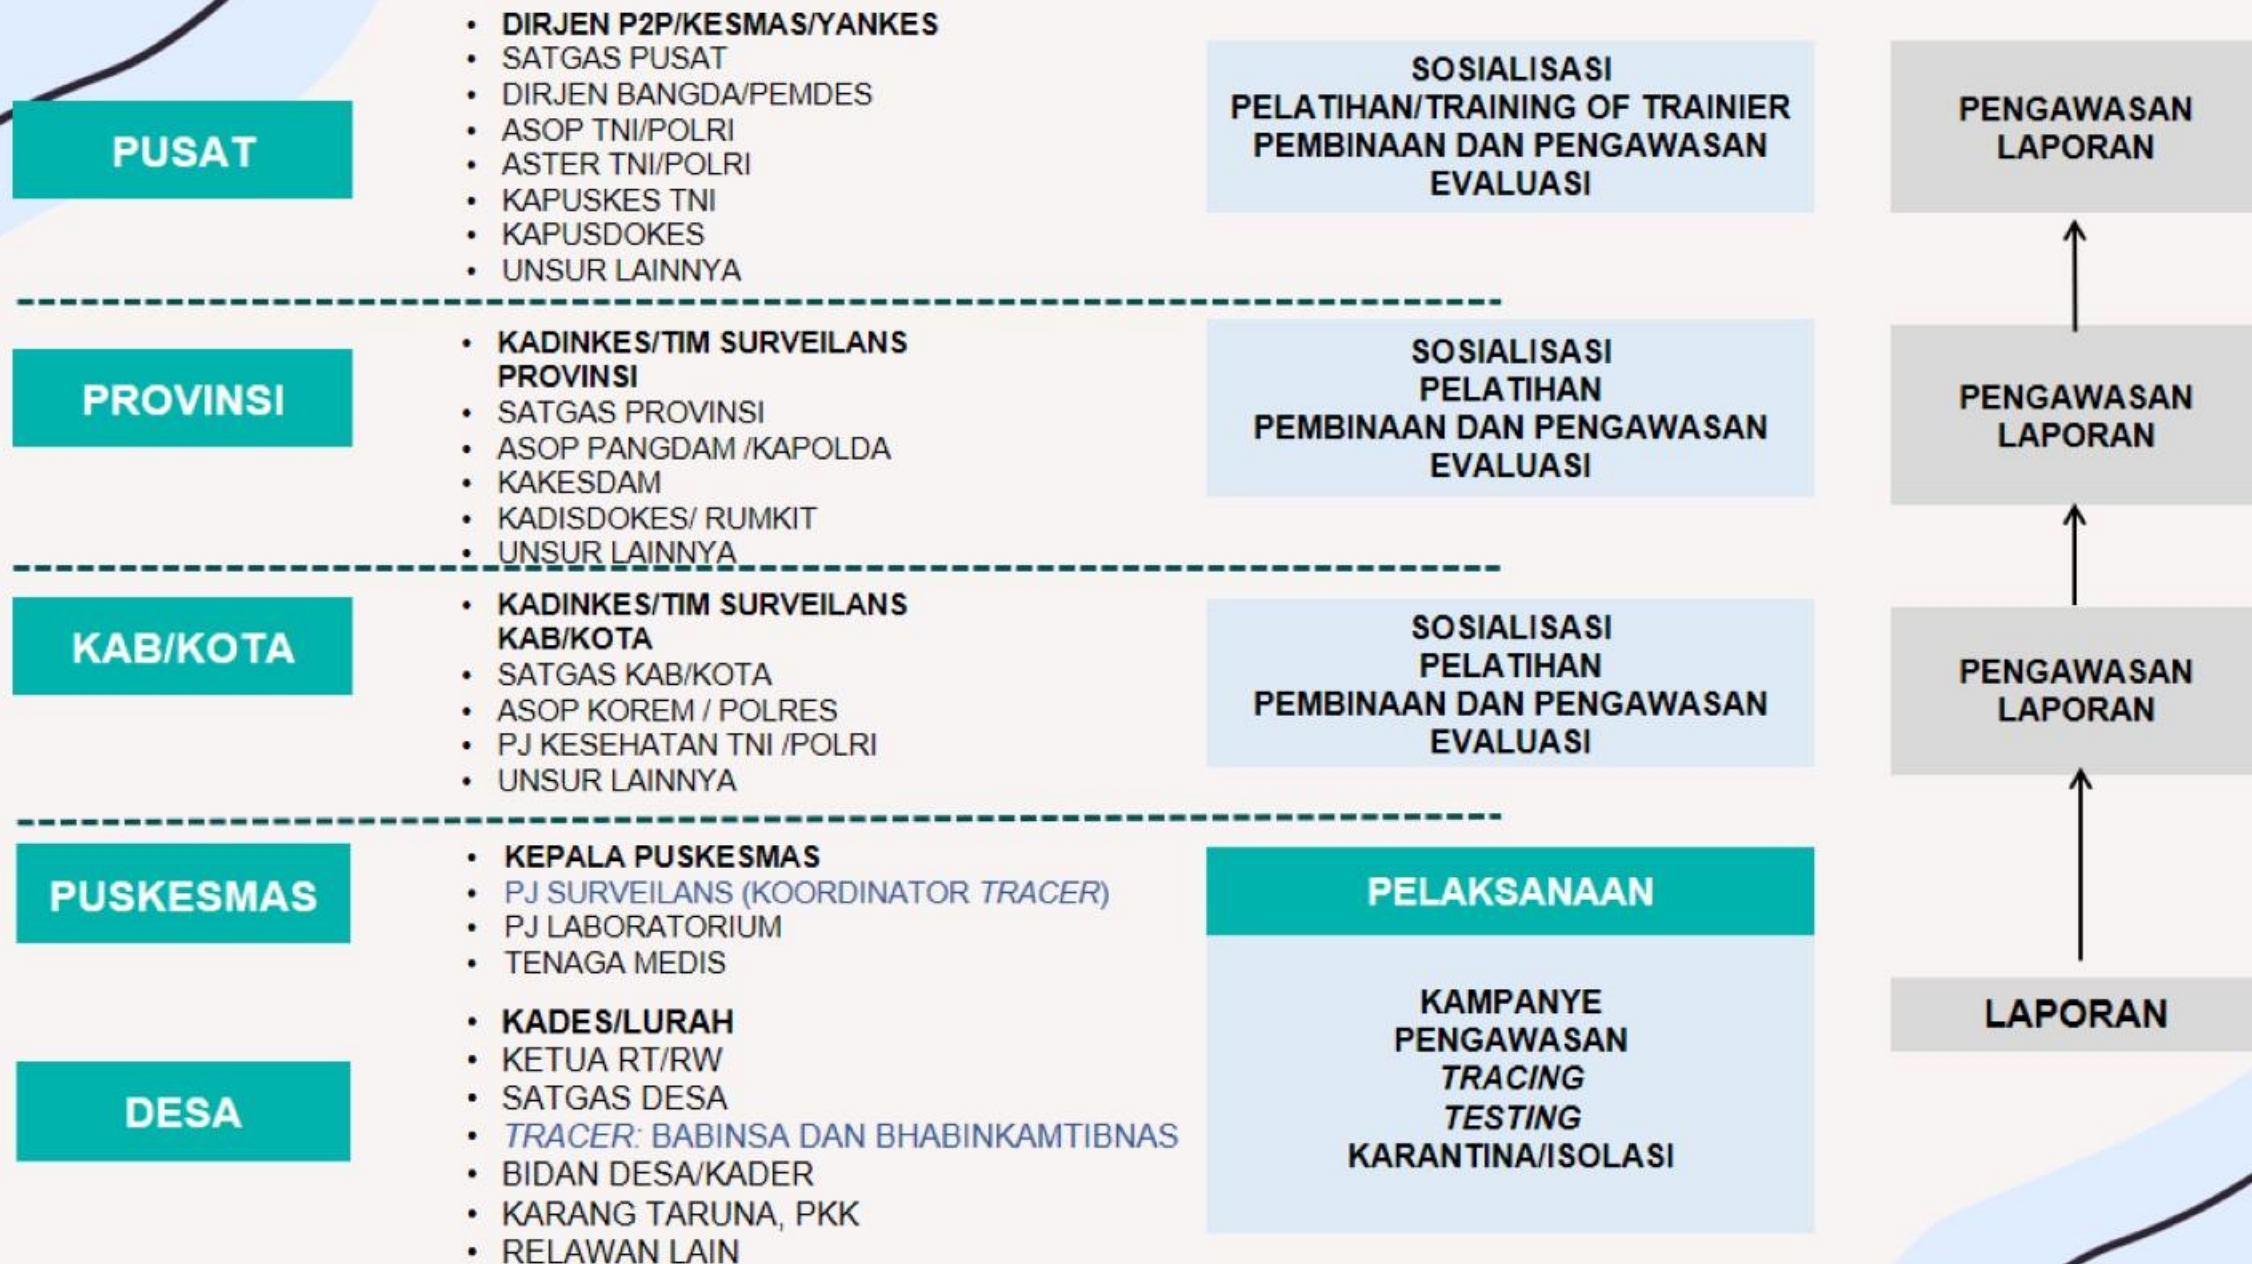 PUSAT
• DIRJEN P2P/KESMAS/YANKES
• SATGAS PUSAT
• DIRJEN BANGDA/PEMDES
• ASOP TNI/POLRI
• ASTER TNI/POLRI
• KAPUSKES TNI
• KAPUSDOKES
• UNSUR LAINNYA
SOSIALISASI
PELATIHAN/TRAINING OF TRAINIER
PEMBINAAN DAN PENGAWASAN
EVALUASI
PENGAWASAN
LAPORAN
PROVINSI
• KADINKES/TIM SURVEILANS
PROVINSI
• SATGAS PROVINSI
• ASOP PANGDAM /KAPOLDA
• KAKESDAM
• KADISDOKES/ RUMKIT
• UNSUR LAINNYA
SOSIALISASI
PELATIHAN
PEMBINAAN DAN PENGAWASAN
EVALUASI
PENGAWASAN
LAPORAN
KAB/KOTA
• KADINKES/TIM SURVEILANS
KAB/KOTA
• SATGAS KAB/KOTA
• ASOP KOREM / POLRES
• PJ KESEHATAN TNI /POLRI
• UNSUR LAINNYA
SOSIALISASI
PELATIHAN
PEMBINAAN DAN PENGAWASAN
EVALUASI
PENGAWASAN
LAPORAN
PUSKESMAS
• KEPALA PUSKESMAS
• PJ SURVEILANS (KOORDINATOR TRACER)
• PJ LABORATORIUM
• TENAGA MEDIS
DESA
• KADES/LURAH
• KETUA RT/RW
• SATGAS DESA
• TRACER: BABINSA DAN BHABINKAMTIBNAS
• BIDAN DESA/KADER
• KARANG TARUNA, PKK
• RELAWAN LAIN
PELAKSANAAN
KAMPANYE
PENGAWASAN
TRACING
TESTING
KARANTINA/ISOLASI
LAPORAN